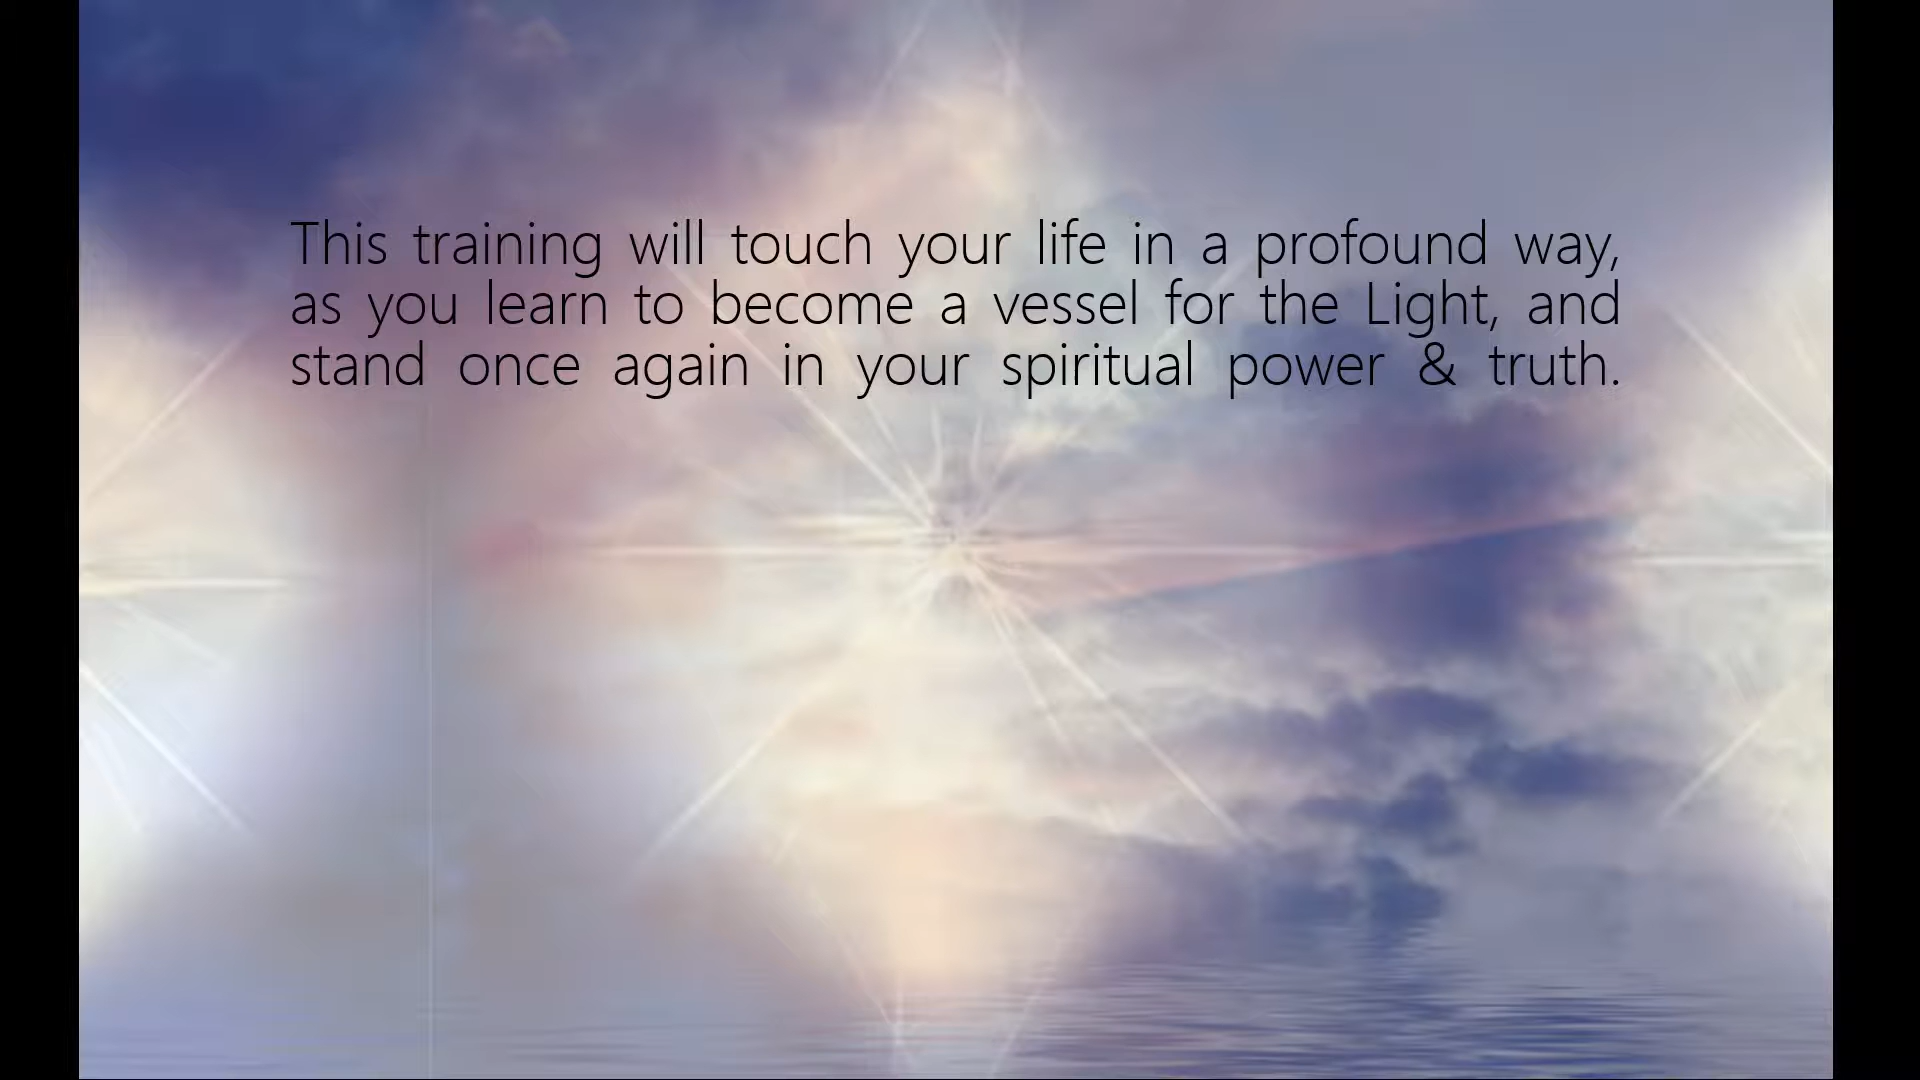 This training will touch your life in a profound way,
as you learn to become a vessel for the Light, and
stand once again in your spiritual power & truth.